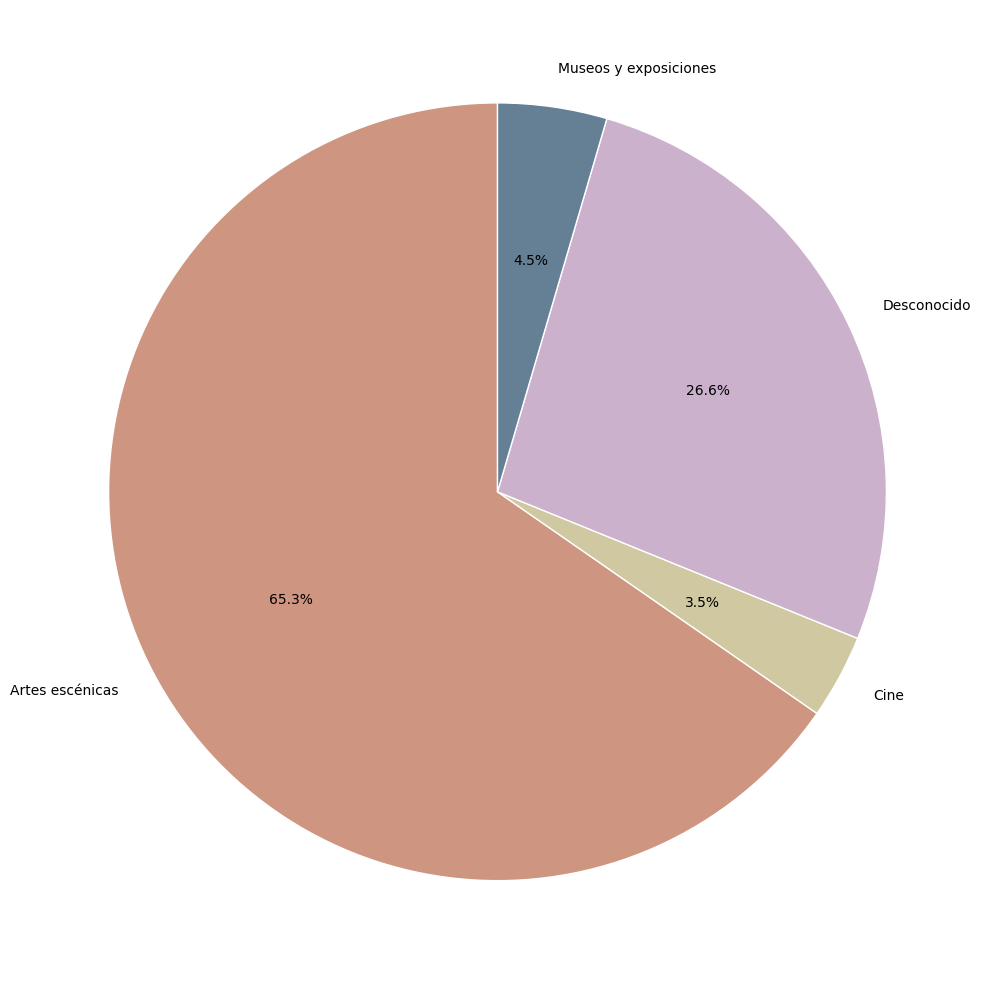 Museos y exposiciones
4.5%
Desconocido
26.6%
65.3%
3.5%
Artes escénicas
Cine